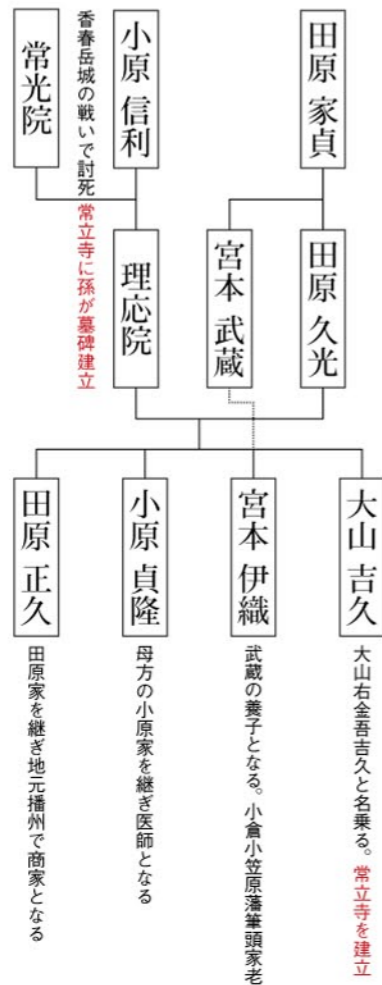 田原 家貞
小原 信利
香春岳城の戦いで討死 常立寺に孫が墓碑建立
常光院
田原 久光
宮本 武蔵
理応院
大山 吉久
大山右金吾吉久と名乗る。常立寺を建立
宮本 伊織
武蔵の養子となる。小倉小笠原藩筆頭家老
小原 貞隆
母方の小原家を継ぎ医師となる
田原 正久
田原家を継ぎ地元播州で商家となる